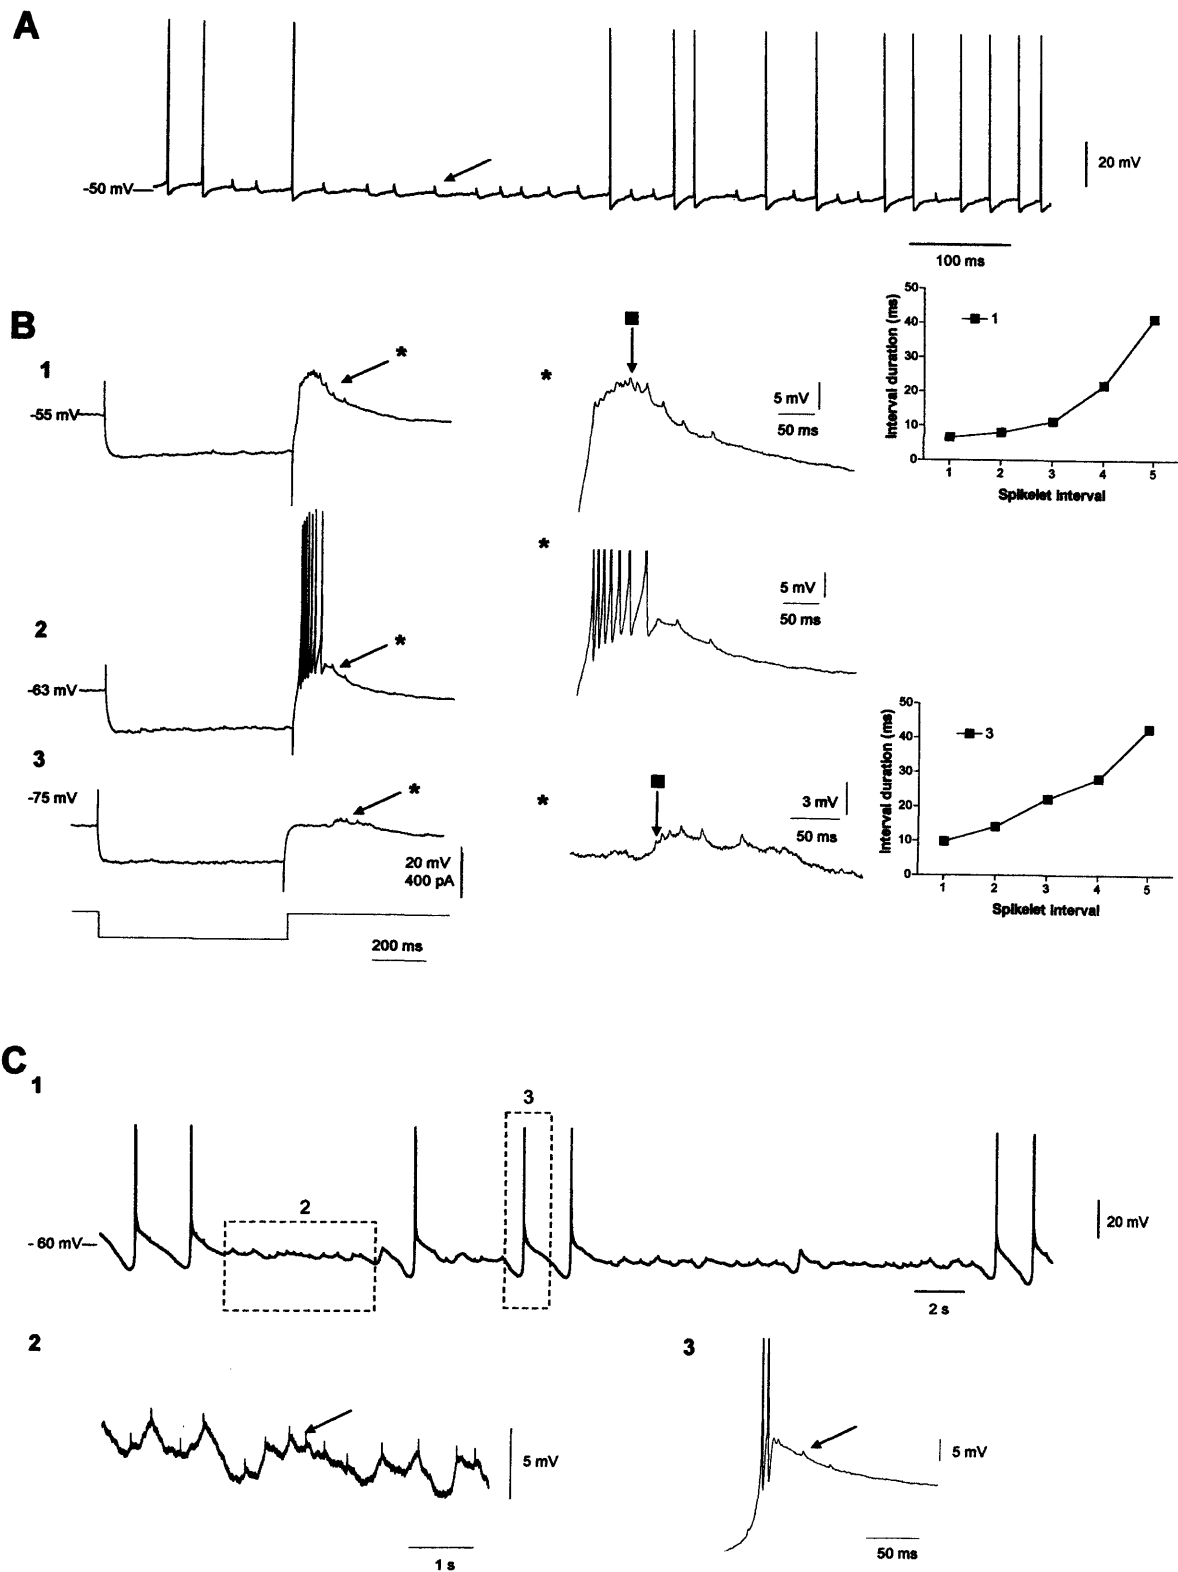 A
-50 mV
20 mV
100 ms
B
1
-55 mV
*
*
5 mV
50 ms
Interval duration (ms)
50
40
30
20
10
0
1
1 2 3 4 5
Spikelet interval
2
-63 mV
*
*
5 mV
50 ms
3
-75 mV
*
20 mV
400 pA
200 ms
*
3 mV
50 ms
Interval duration (ms)
50
40
30
20
10
0
3
1 2 3 4 5
Spikelet interval
C
1
- 60 mV
2
3
20 mV
2 s
2
5 mV
1 s
3
5 mV
50 ms